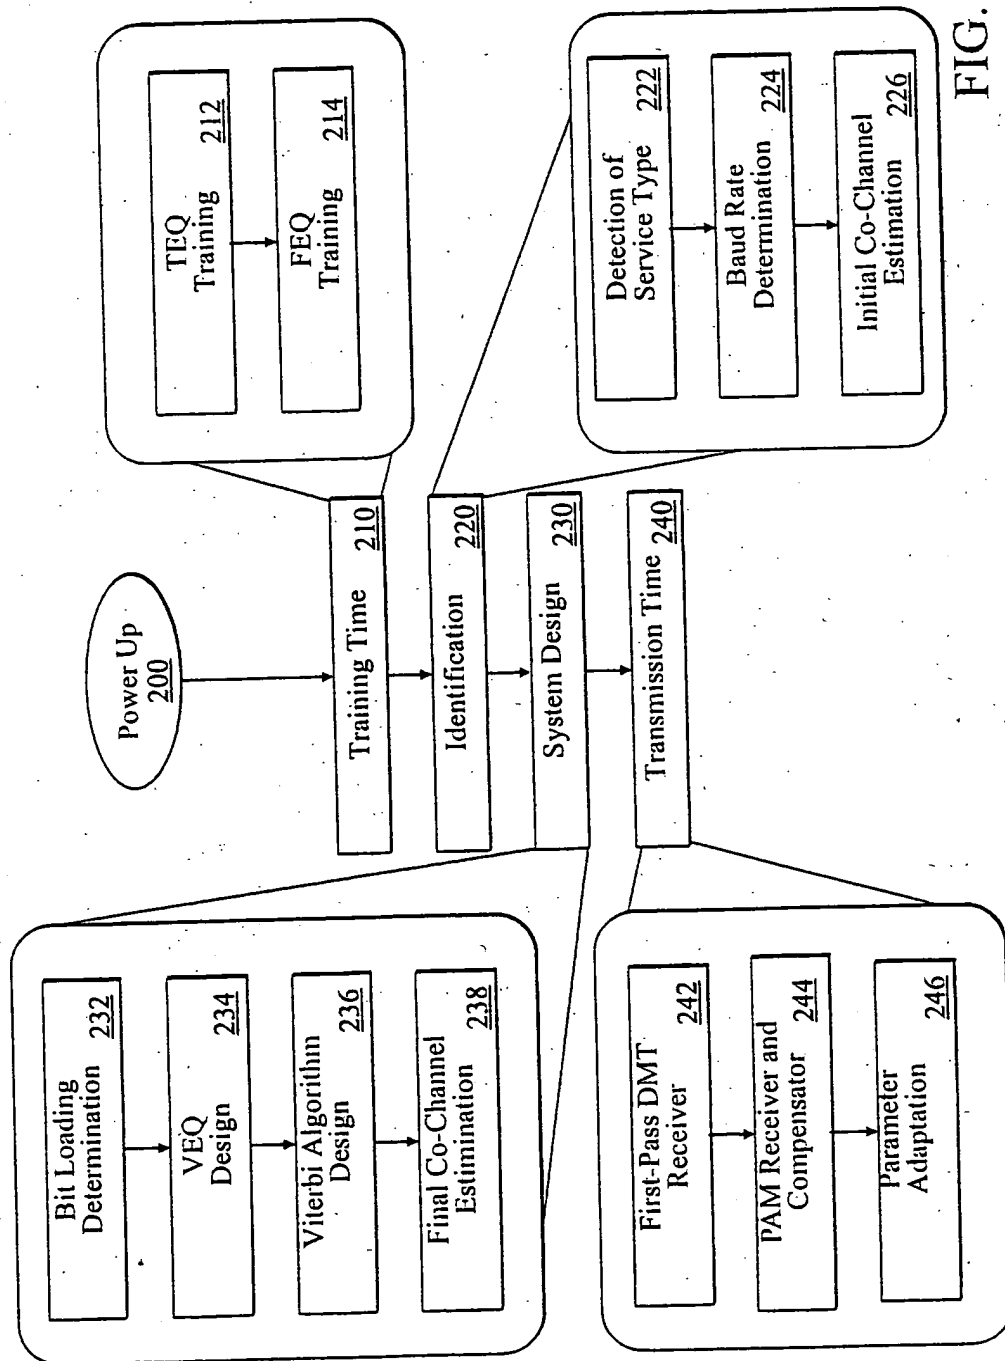 Power Up
200
Training Time
210
Identification
220
System Design
230
Transmission Time
240
TEQ
Training
212
FEQ
Training
214
Detection of
Service Type
222
Baud Rate
Determination
224
Initial Co-Channel
Estimation
226
Bit Loading
Determination
232
VEQ
Design
234
Viterbi Algorithm
Design
236
Final Co-Channel
Estimination
238
First-Pass DMT
Receiver
242
PAM Receiver and
Compensator
244
Parameter
Adaptation
246
FIG.